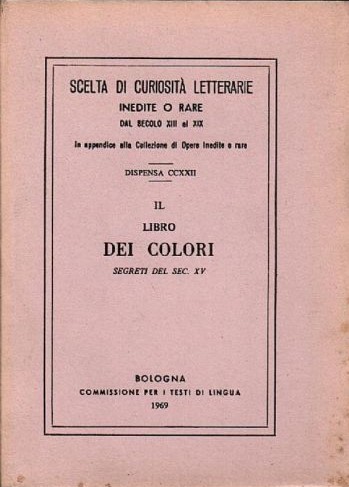 SCELTA DI CURIOSITÀ LETTERARIE
INEDITE O RARE
DAL SECOLO XIII al XIX
In appendice alla Collezione di Opere inedite o rare
DISPENSA CCXXII
IL
LIBRO
DEI COLORI
SEGRETI DEL SEC. XV
BOLOGNA
COMMISSIONE PER I TESTI DI LINGUA
1969